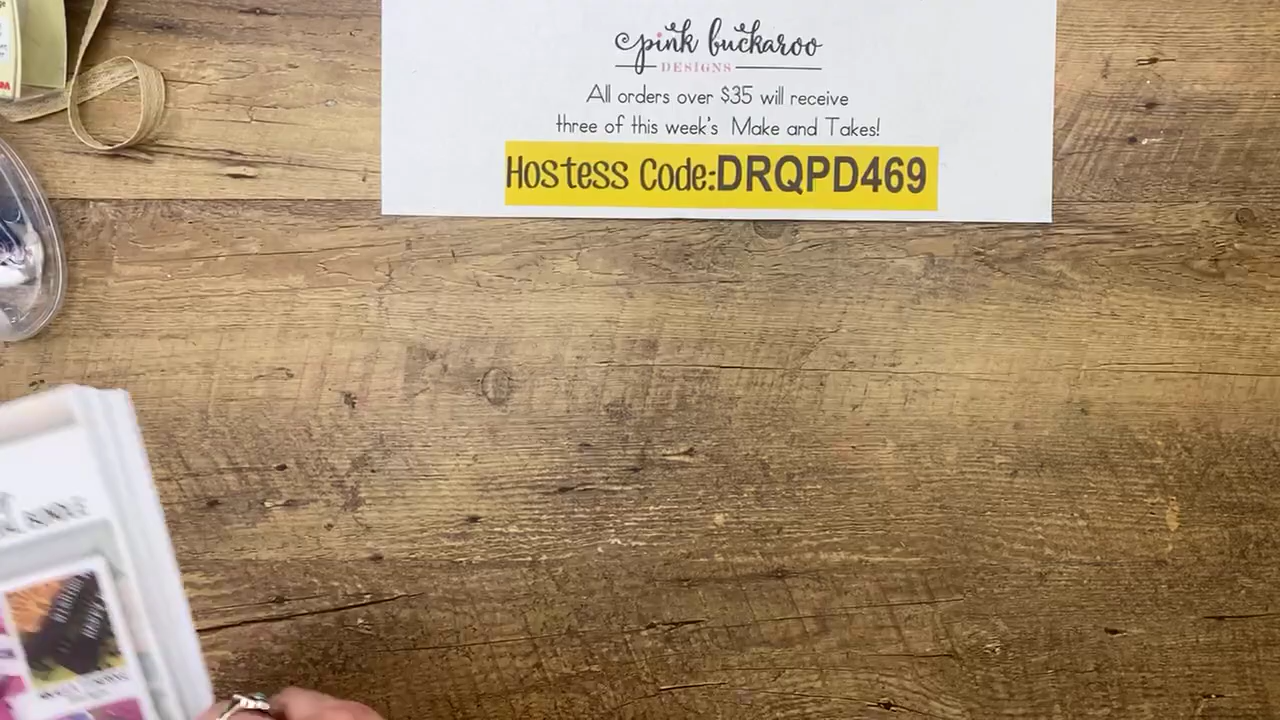 pink buckaroo
DESIGNS
All orders over $35 will receive
three of this week's Make and Takes!
Hostess Code:DRQPD469